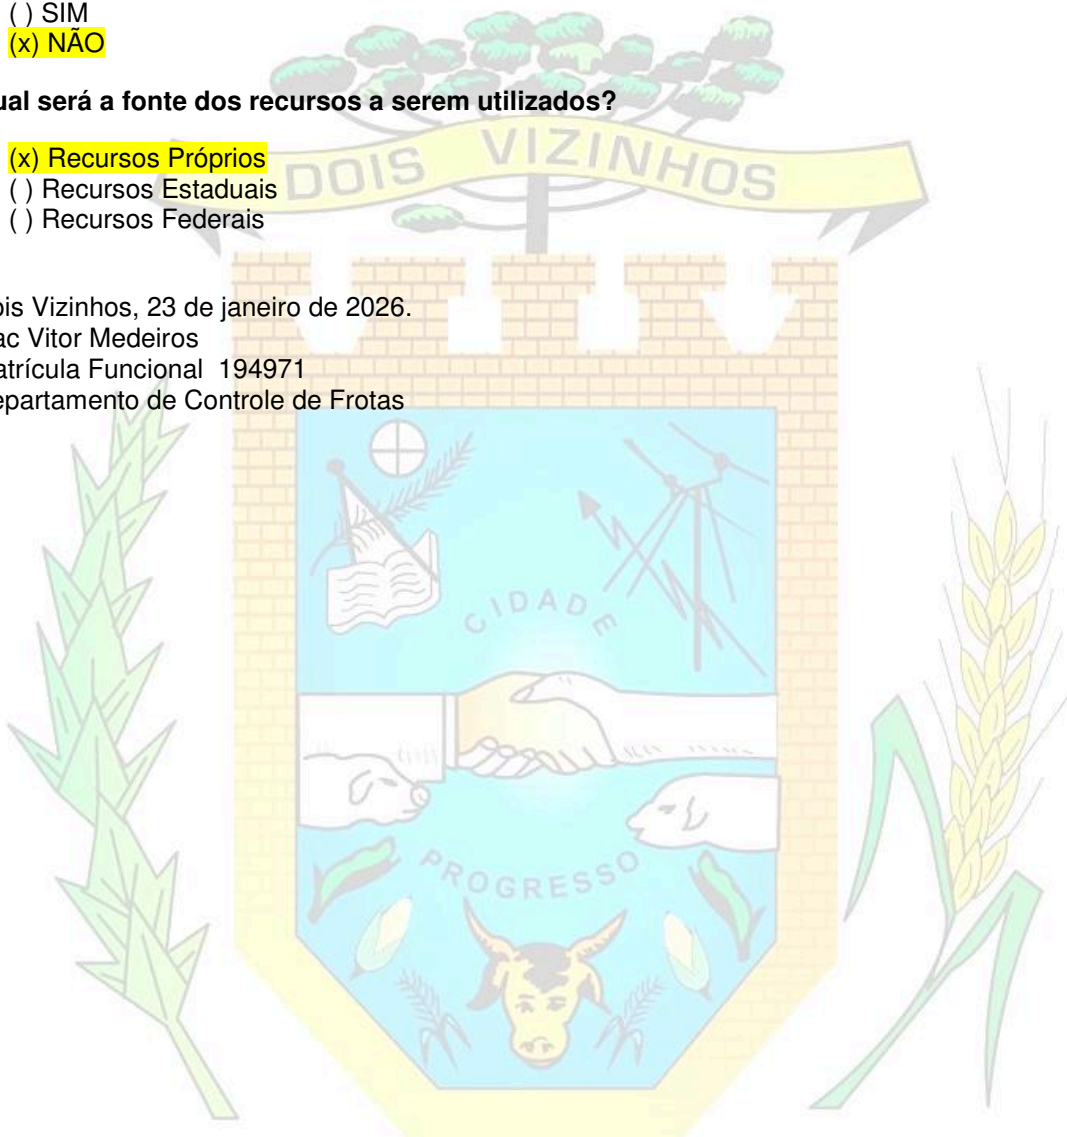 ( ) SIM
(x) NÃO
ual será a fonte dos recursos a serem utilizados?
(x) Recursos Próprios
( ) Recursos Estaduais
( ) Recursos Federais
DOIS VIZINHOS
ois Vizinhos, 23 de janeiro de 2026.
ac Vitor Medeiros
atrícula Funcional 194971
epartamento de Controle de Frotas
CIDADE
PROGRESSO